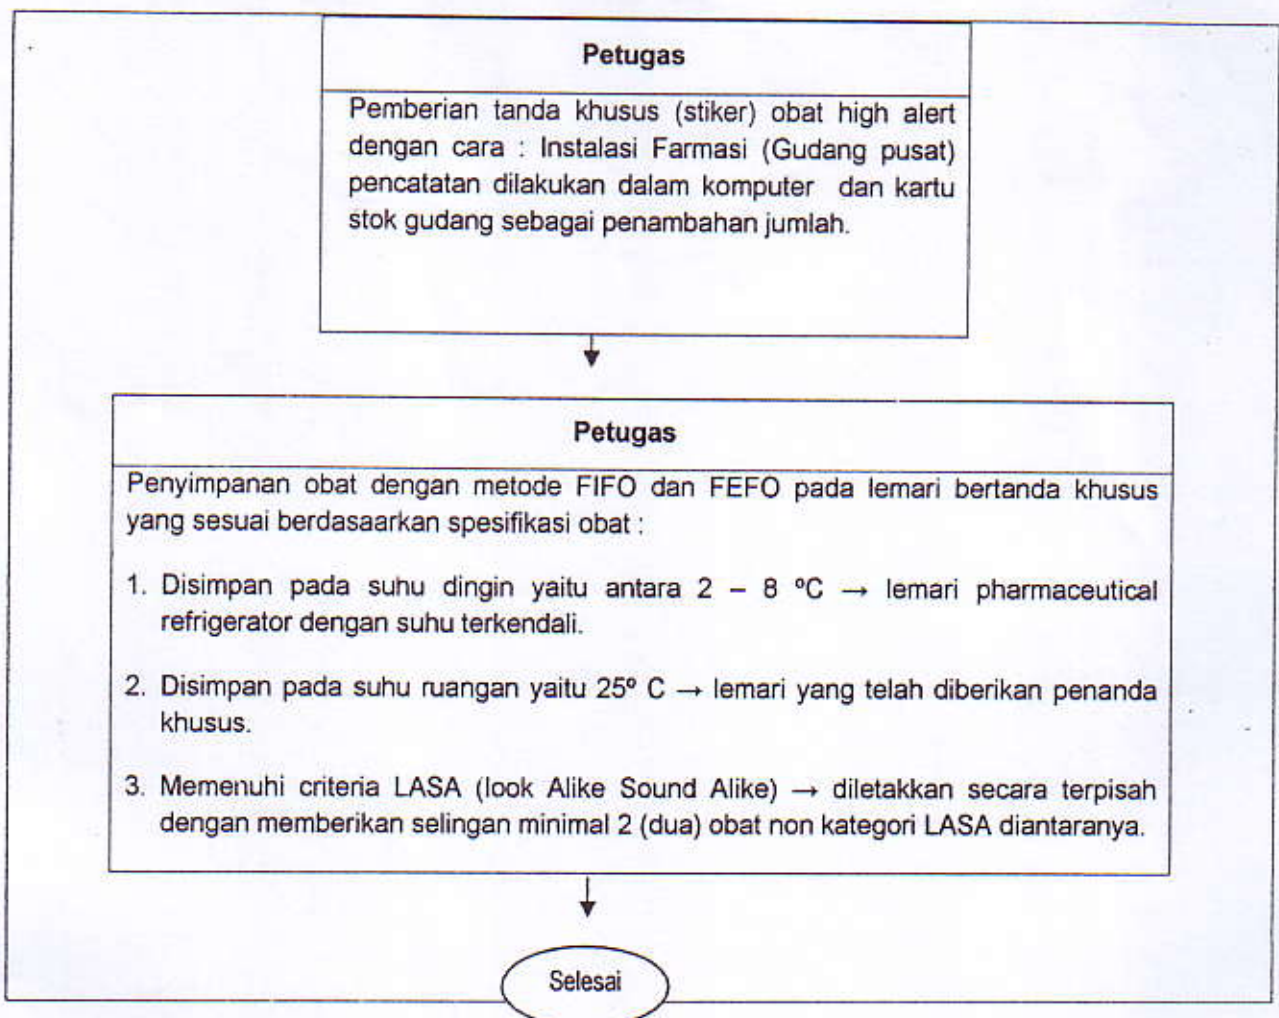 Petugas
Pemberian tanda khusus (stiker) obat high alert
dengan cara : Instalasi Farmasi (Gudang pusat)
pencatatan dilakukan dalam komputer dan kartu
stok gudang sebagai penambahan jumlah.
Petugas
Penyimpanan obat dengan metode FIFO dan FEFO pada lemari bertanda khusus
yang sesuai berdasaarkan spesifikasi obat :
1. Disimpan pada suhu dingin yaitu antara 2 – 8 ºC → lemari pharmaceutical
refrigerator dengan suhu terkendali.
2. Disimpan pada suhu ruangan yaitu 25º C → lemari yang telah diberikan penanda
khusus.
3. Memenuhi criteria LASA (look Alike Sound Alike) → diletakkan secara terpisah
dengan memberikan selingan minimal 2 (dua) obat non kategori LASA diantaranya.
Selesai